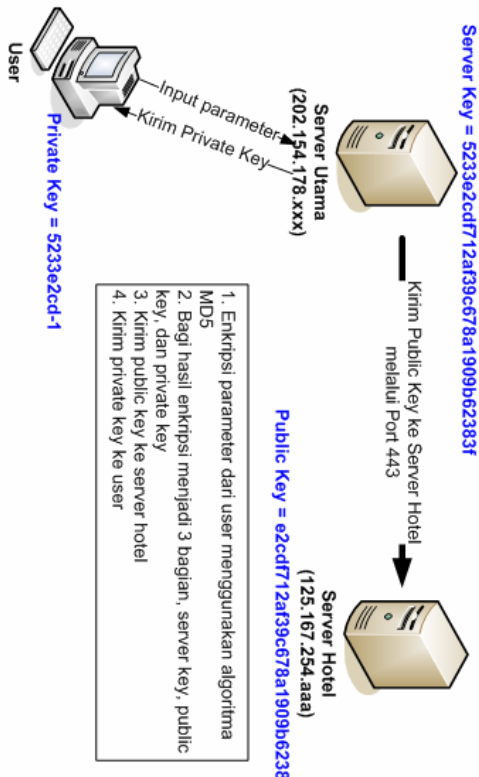 Server Key = 5233e2cdf712af39c678a1909b62383f
Server Utama
(202.154.178.xxx)
Kirim Public Key ke Server Hotel
melalui Port 443
Server Hotel
(125.167.254.aaa)
Public Key = e2cdf712af39c678a1909b6238
Input parameter
Kirim Private Key
User
Private Key = 5233e2cd-1
1. Enkripsi parameter dari user menggunakan algoritma
MD5
2. Bagi hasil enkripsi menjadi 3 bagian, server key, public
key, dan private key
3. Kirim public key ke server hotel
4. Kirim private key ke user